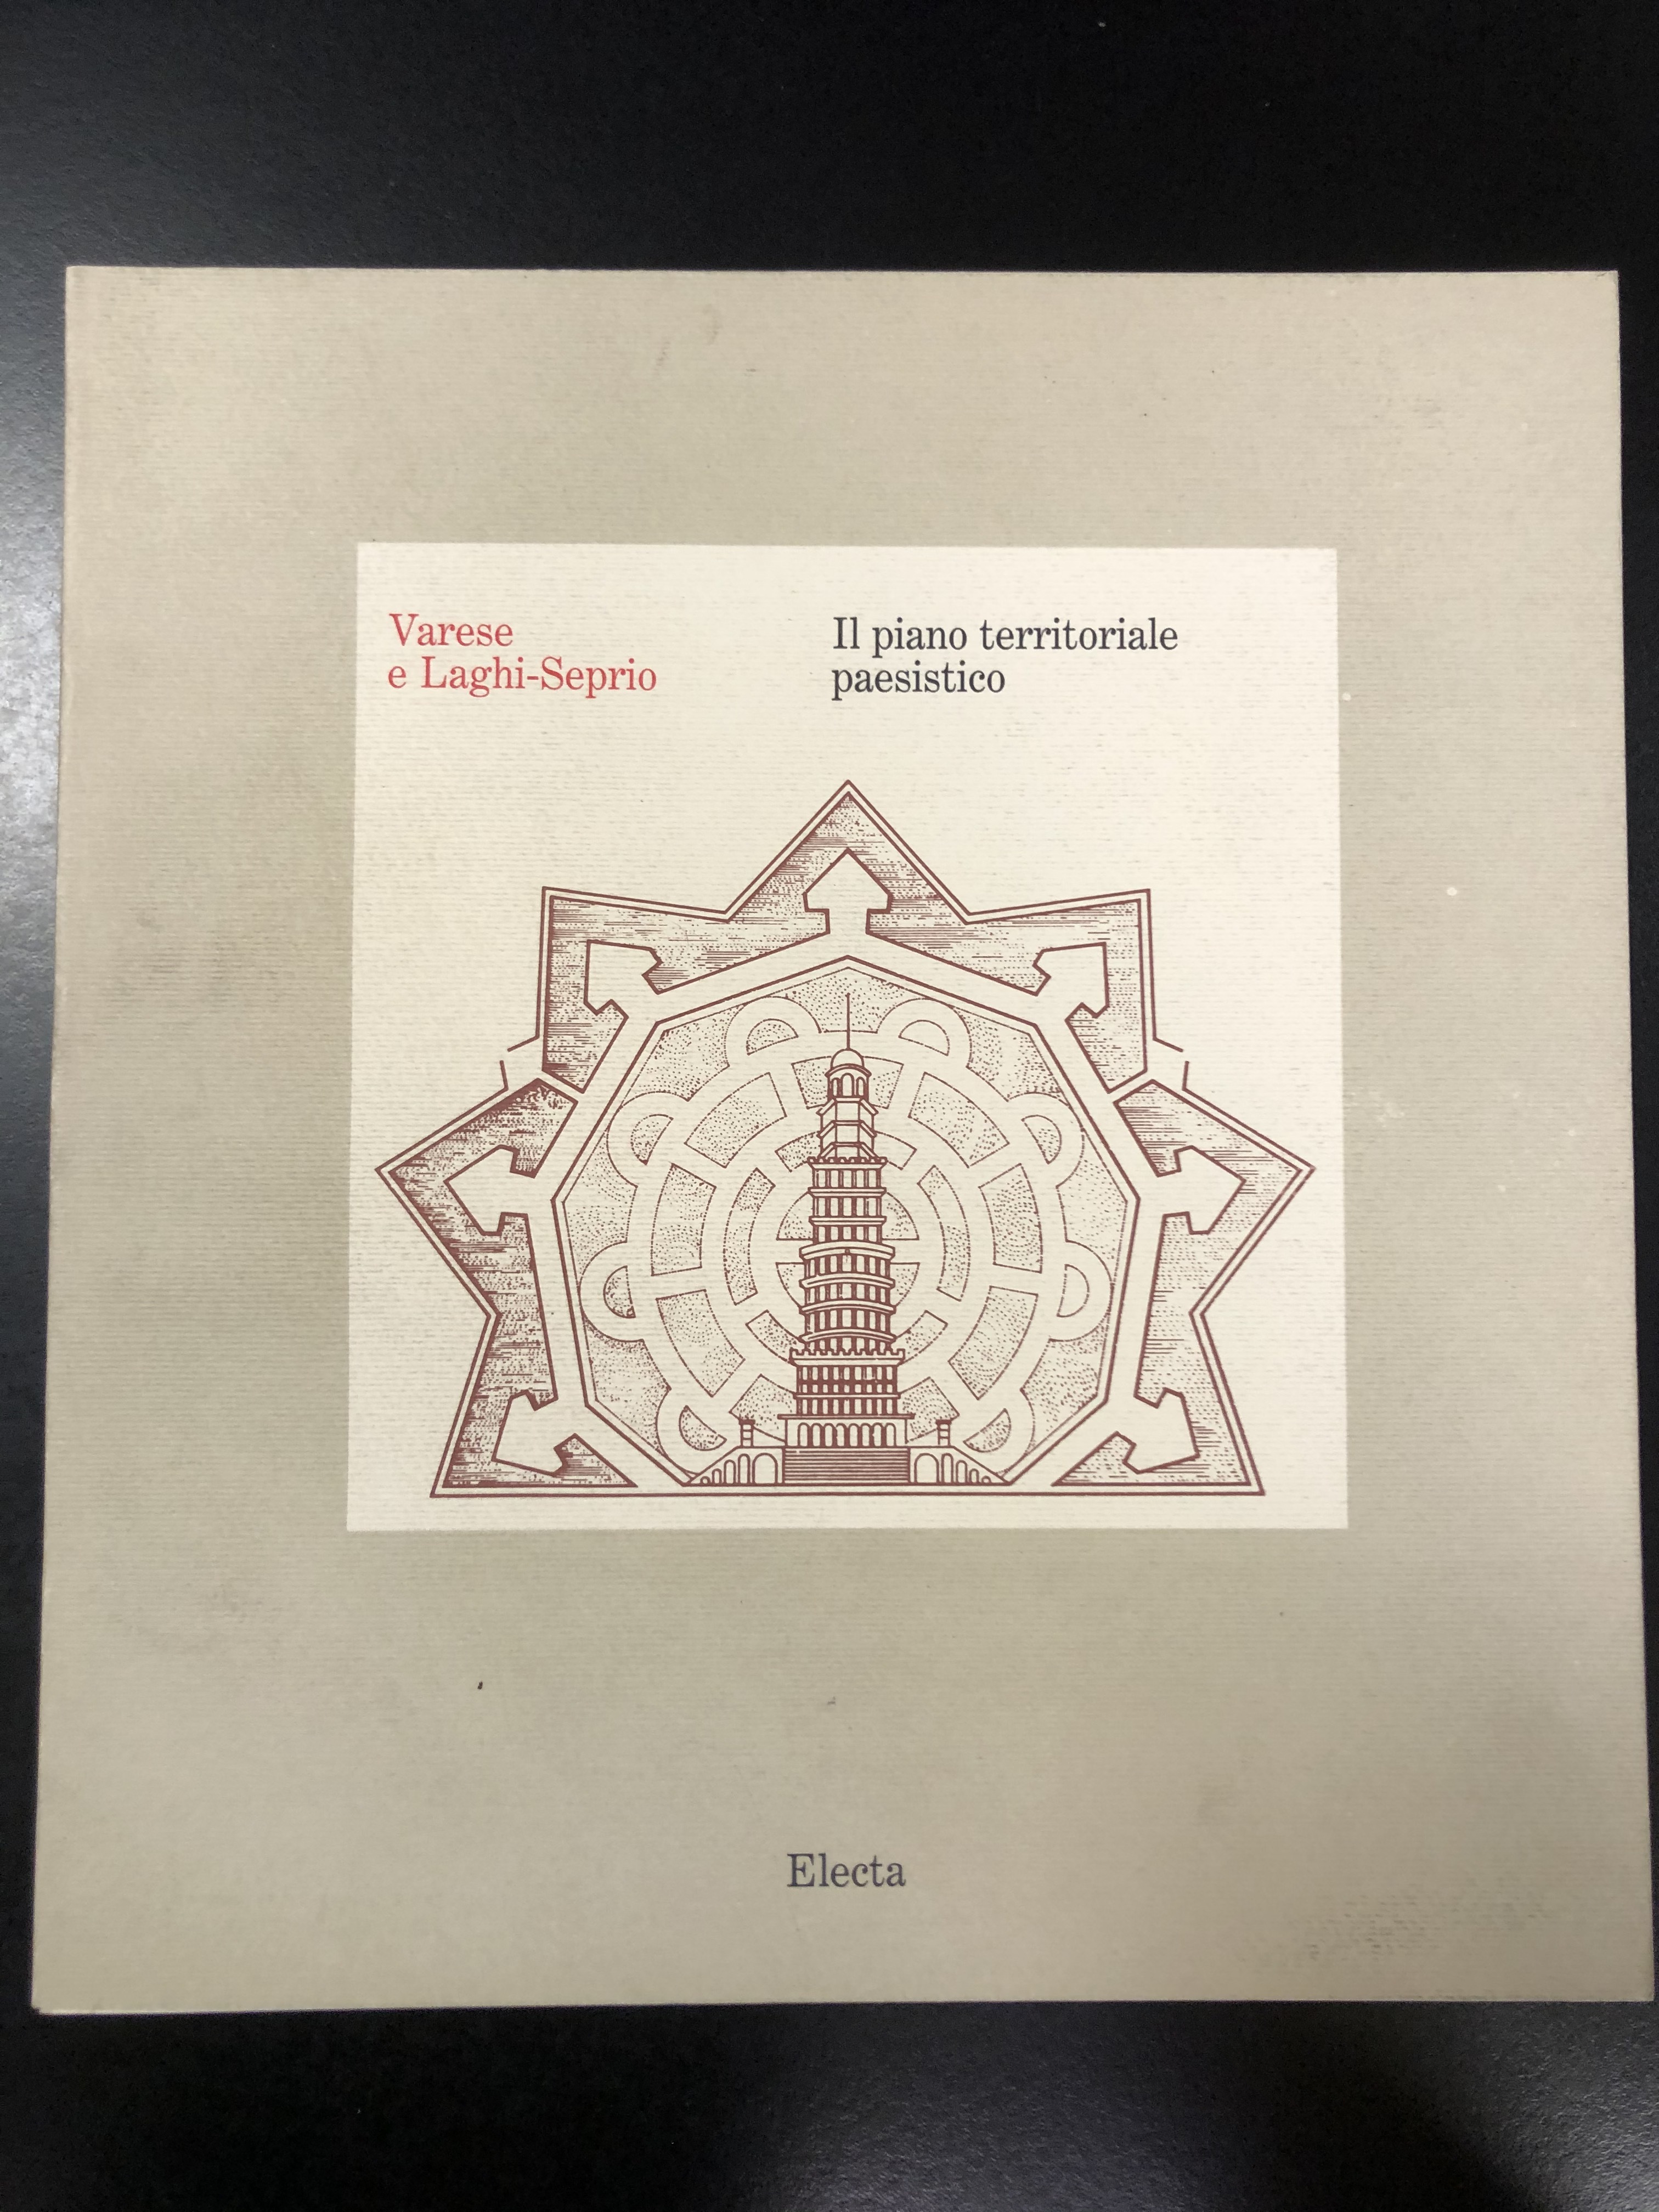 Varese
e Laghi-Seprio
Il piano territoriale
paesistico
Electa